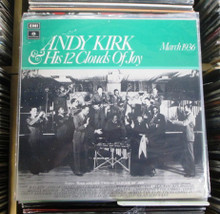 ANDY KIRK
March 1936
& His 12 Clouds Of Joy